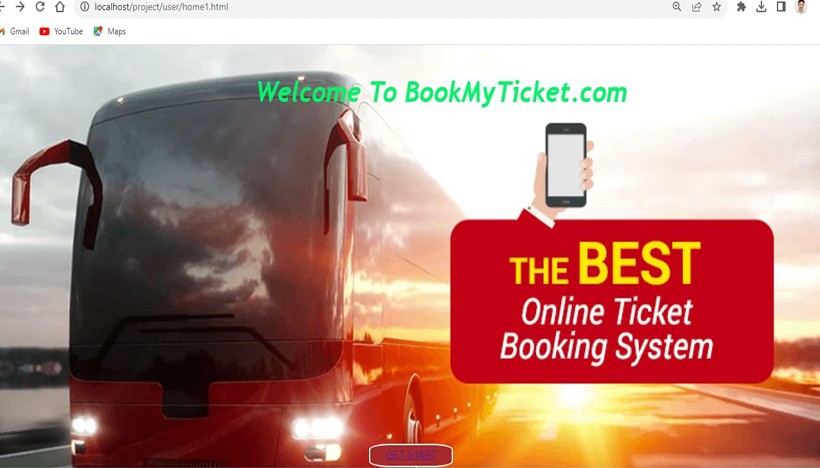 localhost/project/user/home1.html
Gmail YouTube Maps
Welcome To BookMyTicket.com
THE BEST
Online Ticket
Booking System
GET START